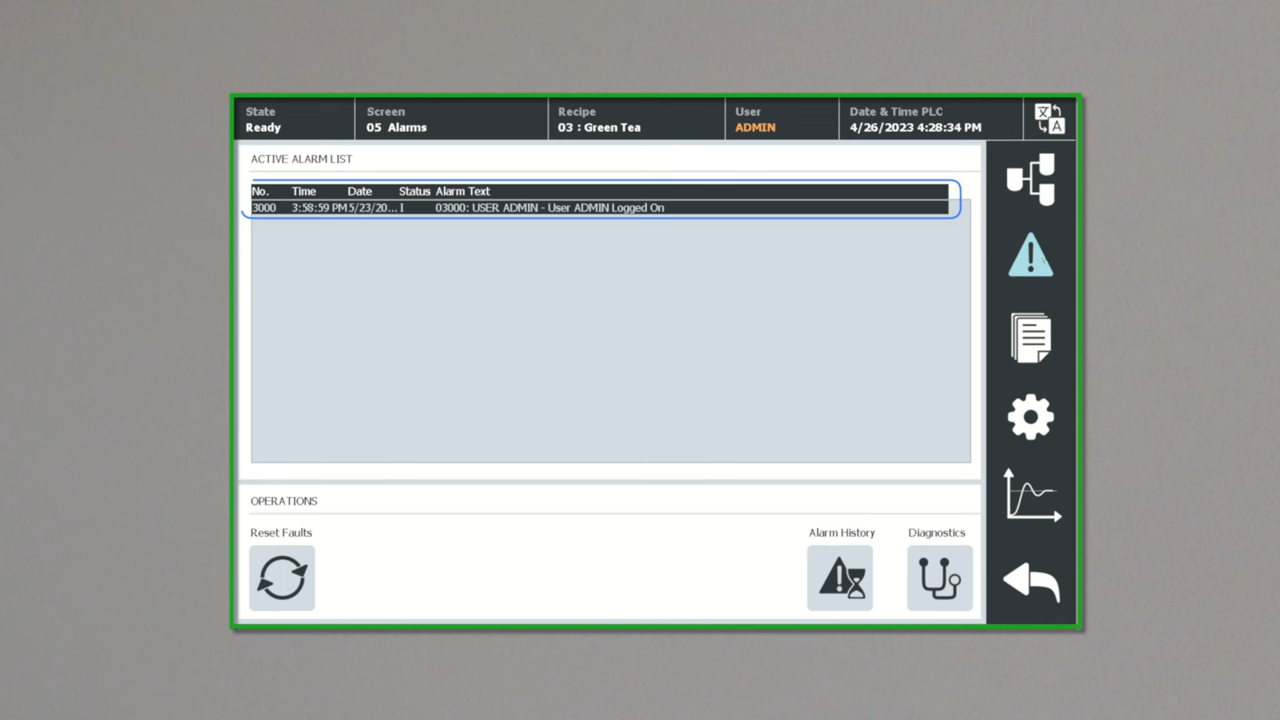 State Screen Recipe User Date & Time PLC
Ready 05 Alarms 03 : Green Tea ADMIN 4/26/2023 4:28:34 PM
ACTIVE ALARM LIST
No. Time Date Status Alarm Text
3000 3:58:59 PM 5/23/20... I 03000: USER ADMIN - User ADMIN Logged On
OPERATIONS
Reset Faults Alarm History Diagnostics